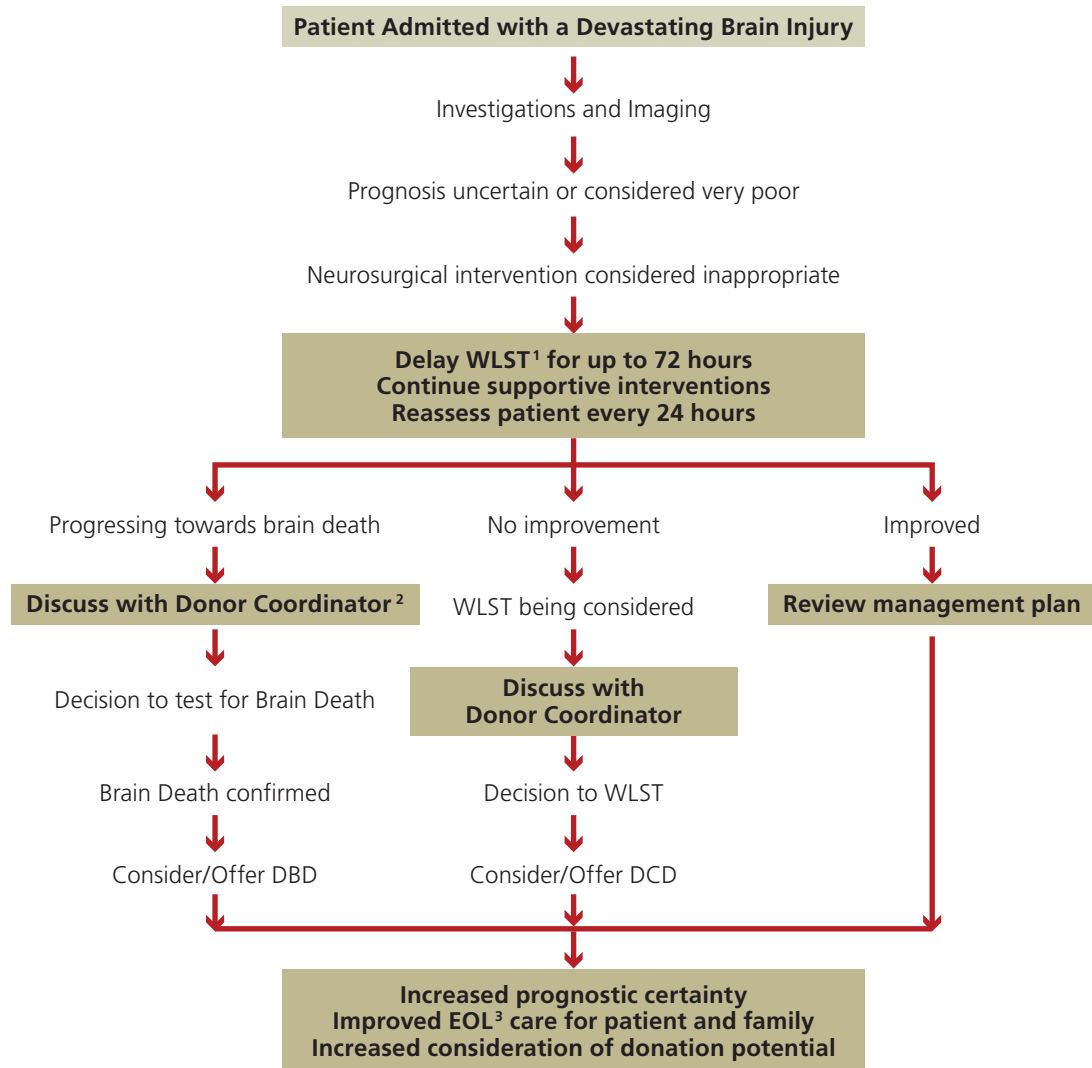 Patient Admitted with a Devastating Brain Injury
Investigations and Imaging
Prognosis uncertain or considered very poor
Neurosurgical intervention considered inappropriate
Delay WLST¹ for up to 72 hours
Continue supportive interventions
Reassess patient every 24 hours
Progressing towards brain death
No improvement
Improved
Discuss with Donor Coordinator²
WLST being considered
Review management plan
Decision to test for Brain Death
Discuss with
Donor Coordinator
Brain Death confirmed
Decision to WLST
Consider/Offer DBD
Consider/Offer DCD
Increased prognostic certainty
Improved EOL³ care for patient and family
Increased consideration of donation potential